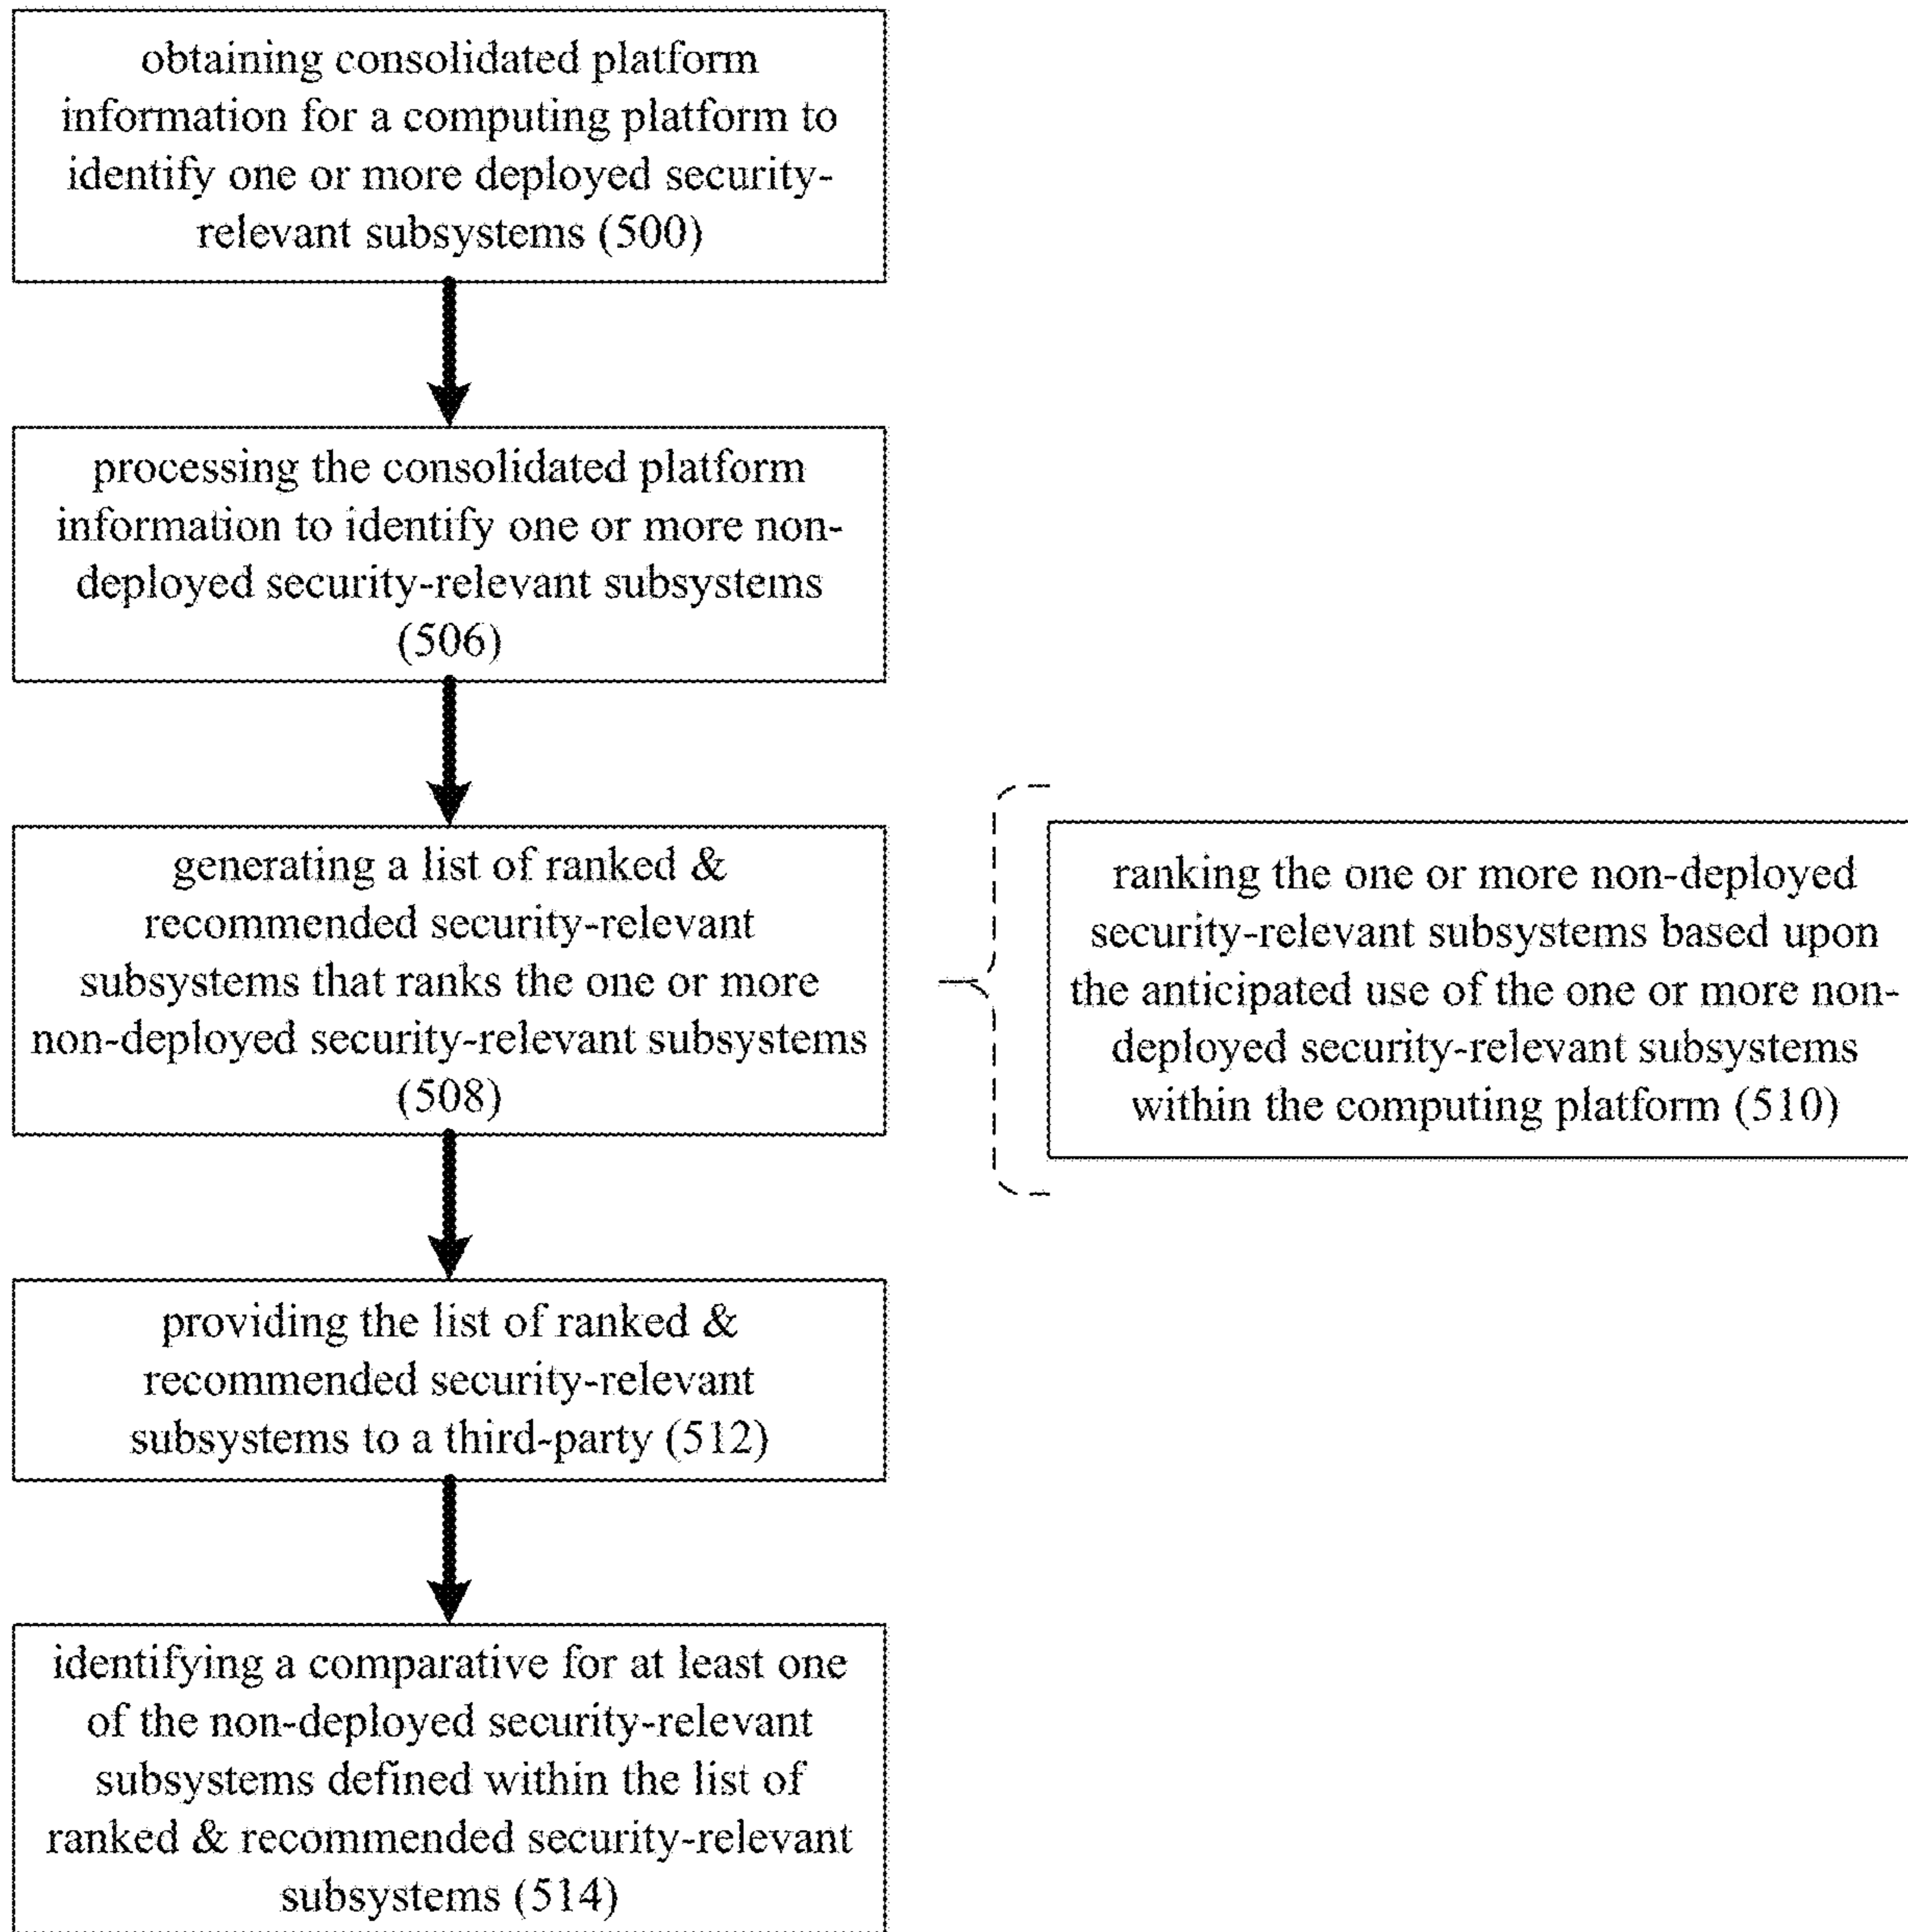 obtaining consolidated platform
information for a computing platform to
identify one or more deployed security-
relevant subsystems (500)
processing the consolidated platform
information to identify one or more non-
deployed security-relevant subsystems
(506)
generating a list of ranked &
recommended security-relevant
subsystems that ranks the one or more
non-deployed security-relevant subsystems
(508)
ranking the one or more non-deployed
security-relevant subsystems based upon
the anticipated use of the one or more non-
deployed security-relevant subsystems
within the computing platform (510)
providing the list of ranked &
recommended security-relevant
subsystems to a third-party (512)
identifying a comparative for at least one
of the non-deployed security-relevant
subsystems defined within the list of
ranked & recommended security-relevant
subsystems (514)